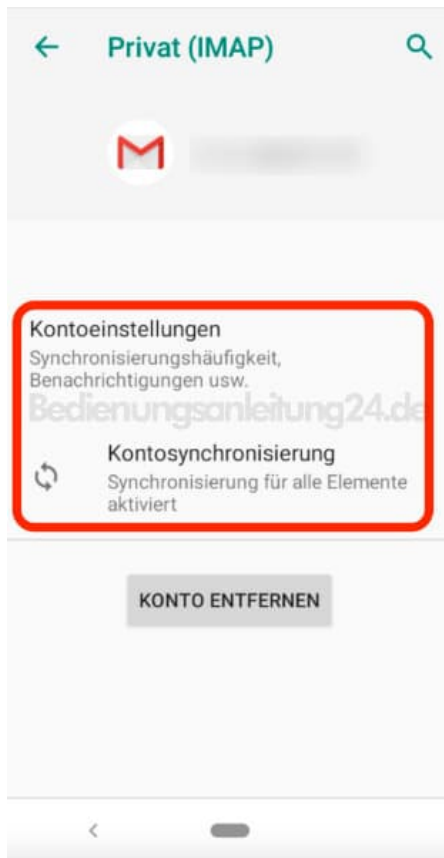 Privat (IMAP)
Kontoeinstellungen
Synchronisierungshäufigkeit,
Benachrichtigungen usw.
Bedienungsanleitung24.de
Kontosynchronisierung
Synchronisierung für alle Elemente
aktiviert
KONTO ENTFERNEN